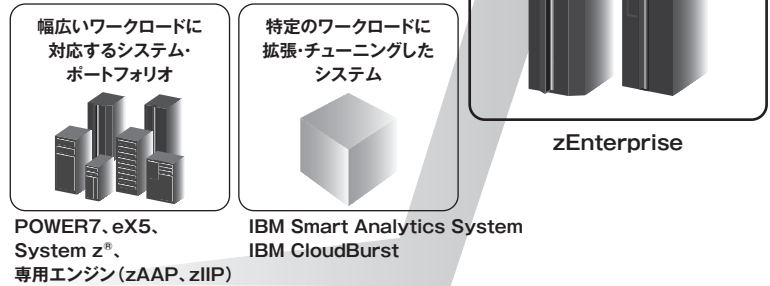 幅広いワークロードに
対応するシステム・
ポートフォリオ
特定のワークロードに
拡張・チューニングした
システム
zEnterprise
POWER7、eX5、
System z®、
専用エンジン（zAAP、zIIP）
IBM Smart Analytics System
IBM CloudBurst